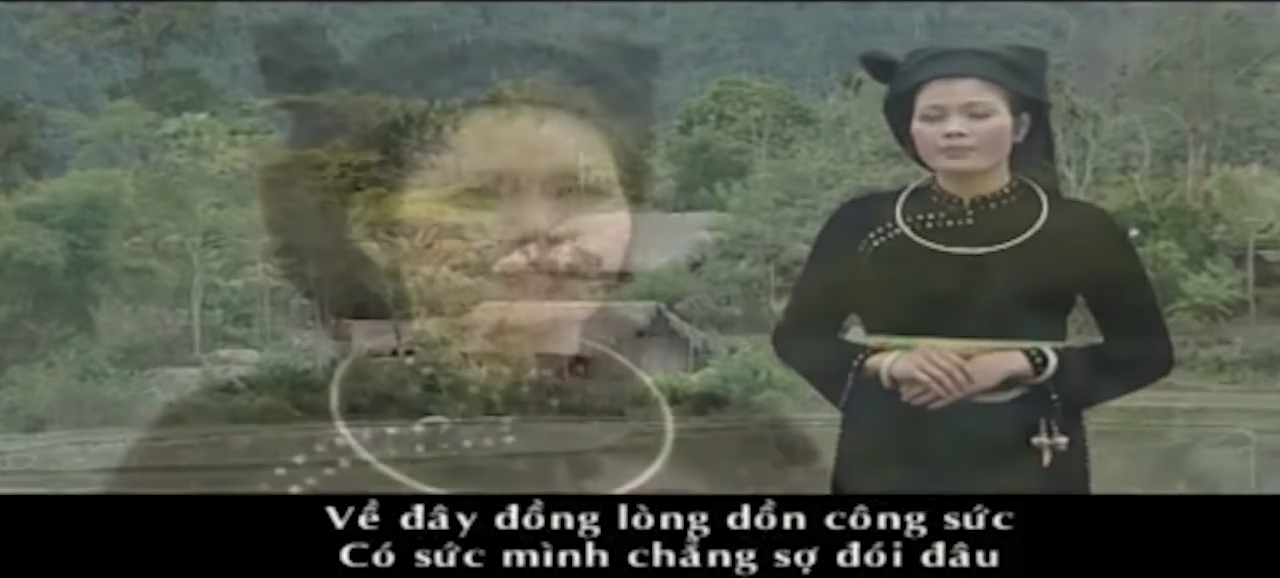 Về đây đồng lòng dồn công sức
Có sức mình chẳng sợ đói đâu